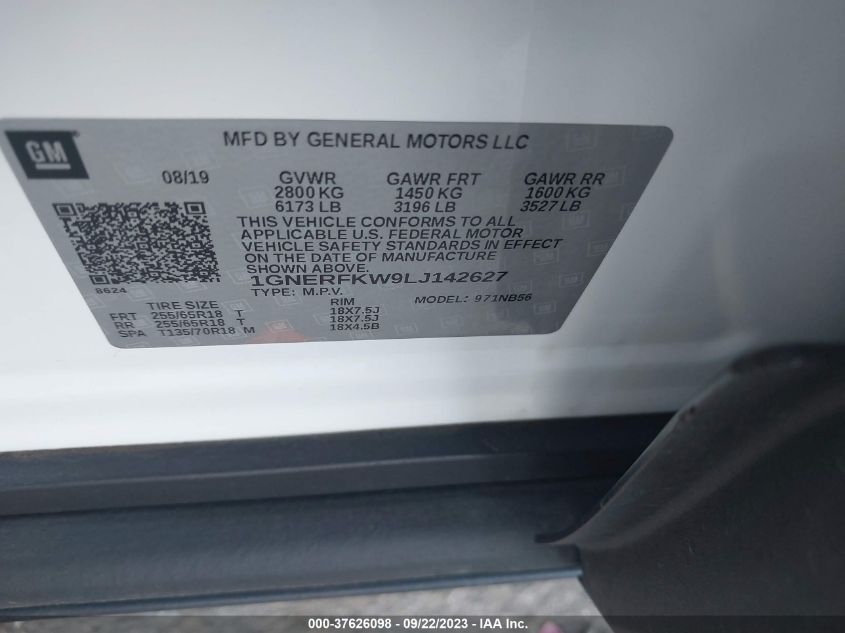 GM
MFD BY GENERAL MOTORS LLC
08/19 GVWR GAWR FRT GAWR RR
2800 KG 1450 KG 1600 KG
6173 LB 3196 LB 3527 LB
THIS VEHICLE CONFORMS TO ALL
APPLICABLE U.S. FEDERAL MOTOR
VEHICLE SAFETY STANDARDS IN EFFECT
ON THE DATE OF MANUFACTURE
SHOWN ABOVE.
8624
1GNERFKW9LJ142627
TYPE: M.P.V. MODEL: 971NB56
TIRE SIZE RIM
FRT 255/65R18 T 18X7.5J
RR 255/65R18 T 18X7.5J
SPA T135/70R18 M 18X4.5B
000-37626098 - 09/22/2023 - IAA Inc.